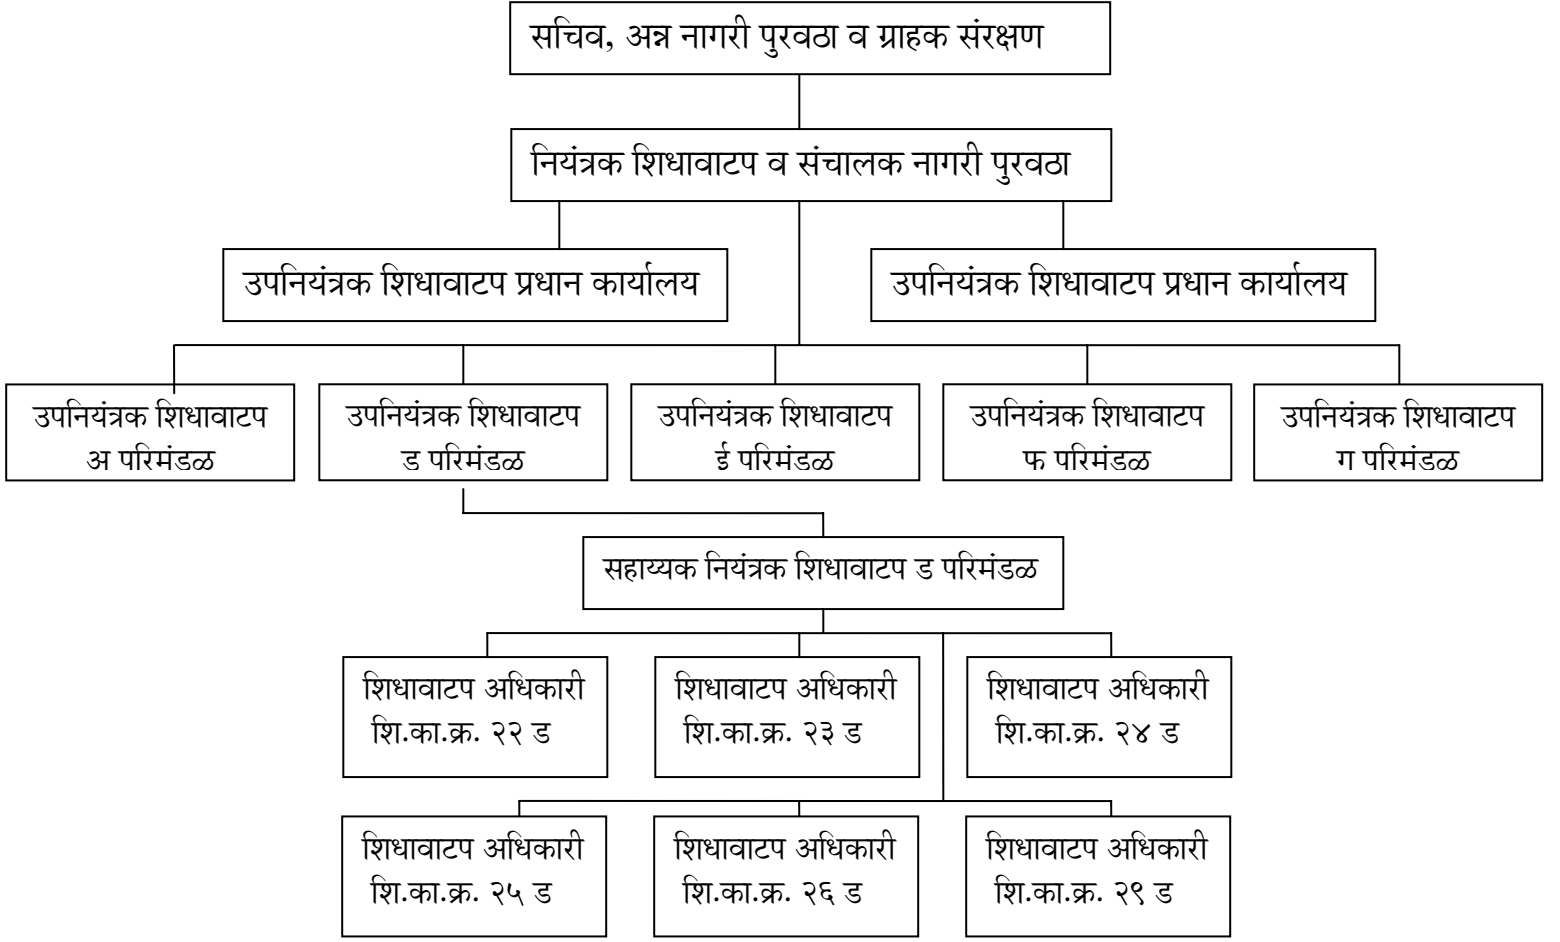 सचिव, अन्न नागरी पुरवठा व ग्राहक संरक्षण
नियंत्रक शिधावाटप व संचालक नागरी पुरवठा
उपनियंत्रक शिधावाटप प्रधान कार्यालय
उपनियंत्रक शिधावाटप प्रधान कार्यालय
उपनियंत्रक शिधावाटप
अ परिमंडळ
उपनियंत्रक शिधावाटप
ड परिमंडळ
उपनियंत्रक शिधावाटप
ई परिमंडळ
उपनियंत्रक शिधावाटप
फ परिमंडळ
उपनियंत्रक शिधावाटप
ग परिमंडळ
सहाय्यक नियंत्रक शिधावाटप ड परिमंडळ
शिधावाटप अधिकारी
शि.का.क्र. २२ ड
शिधावाटप अधिकारी
शि.का.क्र. २३ ड
शिधावाटप अधिकारी
शि.का.क्र. २४ ड
शिधावाटप अधिकारी
शि.का.क्र. २५ ड
शिधावाटप अधिकारी
शि.का.क्र. २६ ड
शिधावाटप अधिकारी
शि.का.क्र. २९ ड